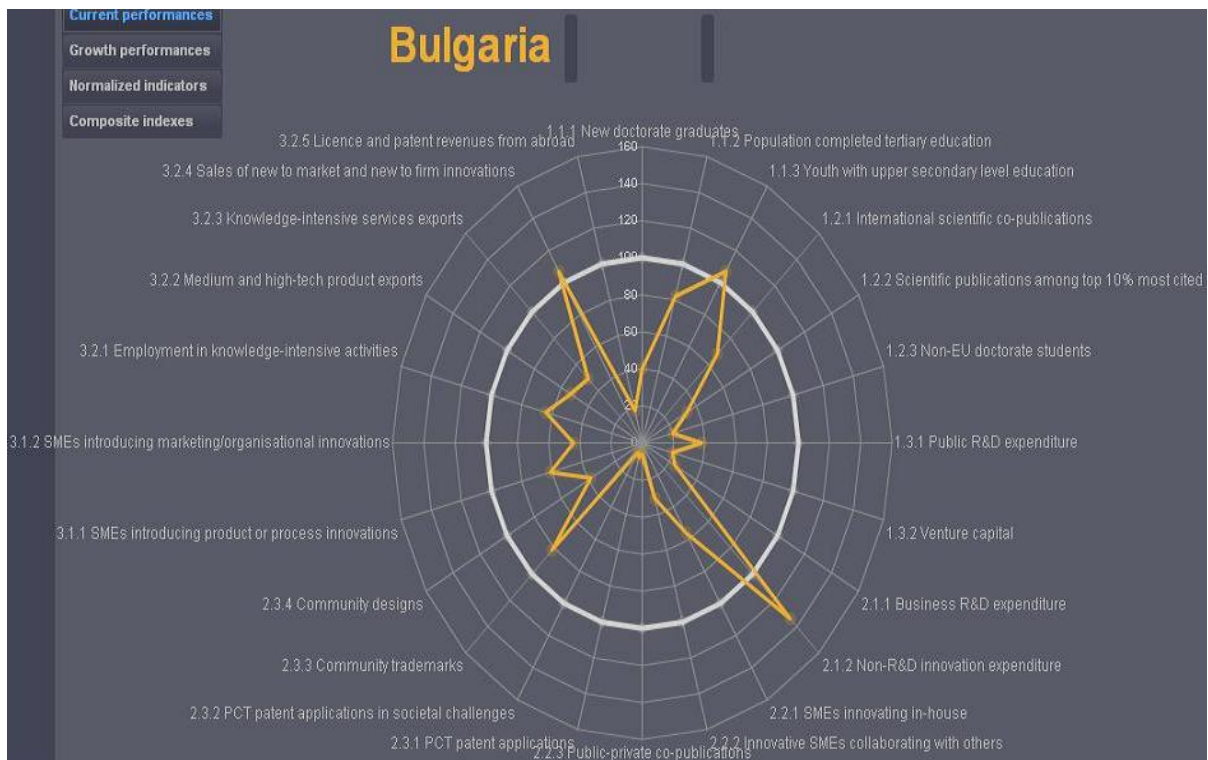 Current performances
Growth performances
Normalized indicators
Composite indexes
Bulgaria
1.1.1 New doctorate graduates
1.1.2 Population completed tertiary education
1.1.3 Youth with upper secondary level education
1.2.1 International scientific co-publications
1.2.2 Scientific publications among top 10% most cited
1.2.3 Non-EU doctorate students
1.3.1 Public R&D expenditure
1.3.2 Venture capital
2.1.1 Business R&D expenditure
2.1.2 Non-R&D innovation expenditure
2.2.1 SMEs innovating in-house
2.2.2 Innovative SMEs collaborating with others
2.2.3 Public-private co-publications
2.3.1 PCT patent applications
2.3.2 PCT patent applications in societal challenges
2.3.3 Community trademarks
2.3.4 Community designs
3.1.1 SMEs introducing product or process innovations
3.1.2 SMEs introducing marketing/organisational innovations
3.2.1 Employment in knowledge-intensive activities
3.2.2 Medium and high-tech product exports
3.2.3 Knowledge-intensive services exports
3.2.4 Sales of new to market and new to firm innovations
3.2.5 Licence and patent revenues from abroad
160
140
120
100
80
60
40
20
0